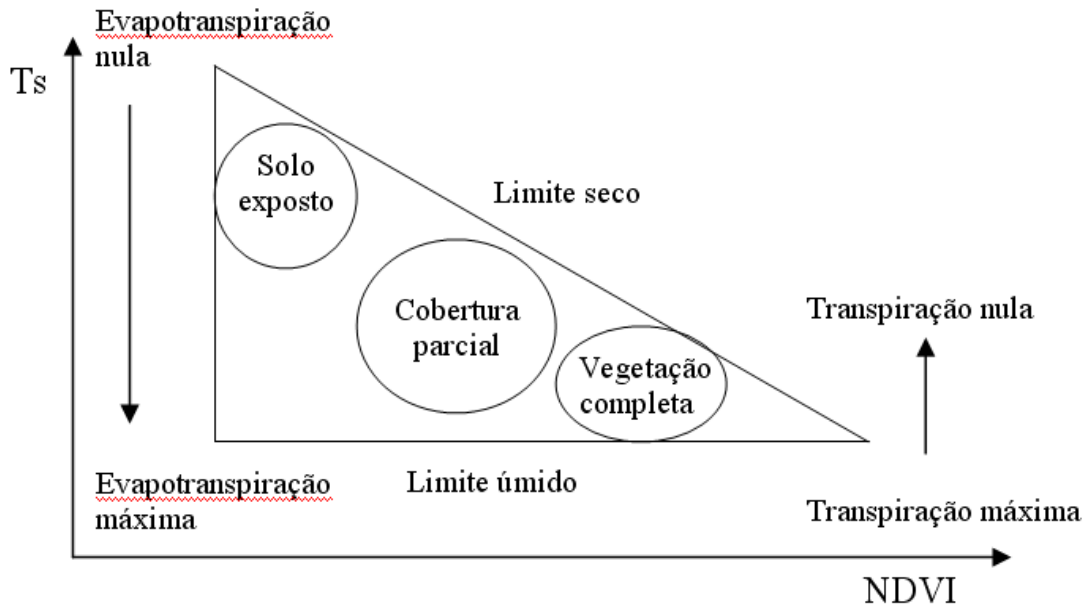 Evapotranspiração
nula
Ts
Solo
exposto
Limite seco
Cobertura
parcial
Transpiração nula
Vegetação
completa
Evapotranspiração
máxima
Limite úmido
Transpiração máxima
NDVI